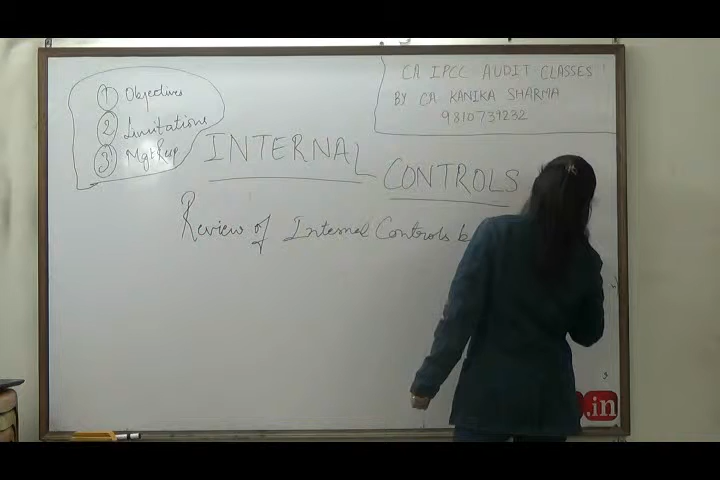 CA IPCC AUDIT CLASSES
BY CA KANIKA SHARMA
9810731232
1 Objectives
2 Limitations
3 Mgt Resp
INTERNAL CONTROLS
Review of Internal Controls b
.in